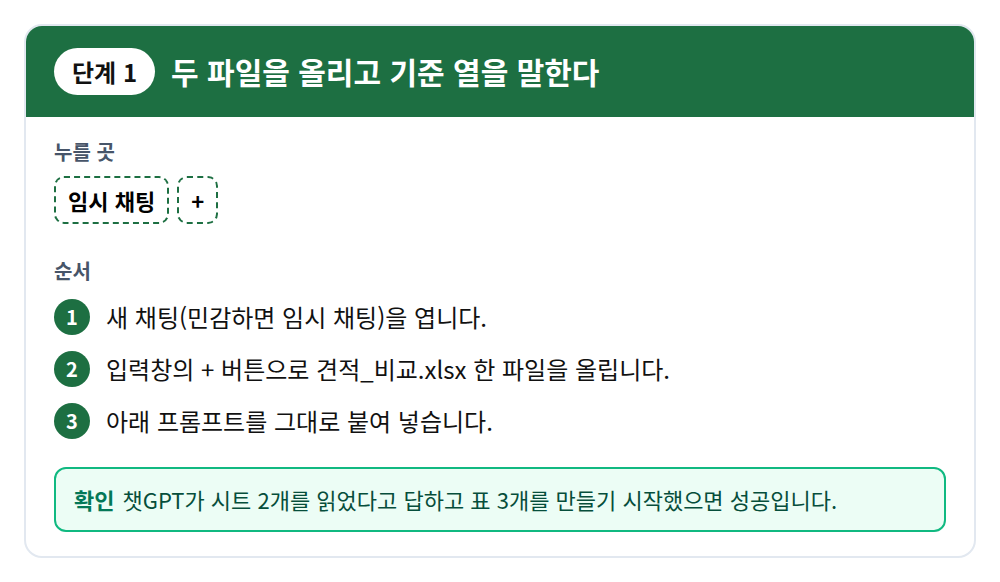 단계 1 두 파일을 올리고 기준 열을 말한다
누를 곳
임시 채팅 +
순서
1 새 채팅(민감하면 임시 채팅)을 엽니다.
2 입력창의 + 버튼으로 견적_비교.xlsx 한 파일을 올립니다.
3 아래 프롬프트를 그대로 붙여 넣습니다.
확인 챗GPT가 시트 2개를 읽었다고 답하고 표 3개를 만들기 시작했으면 성공입니다.